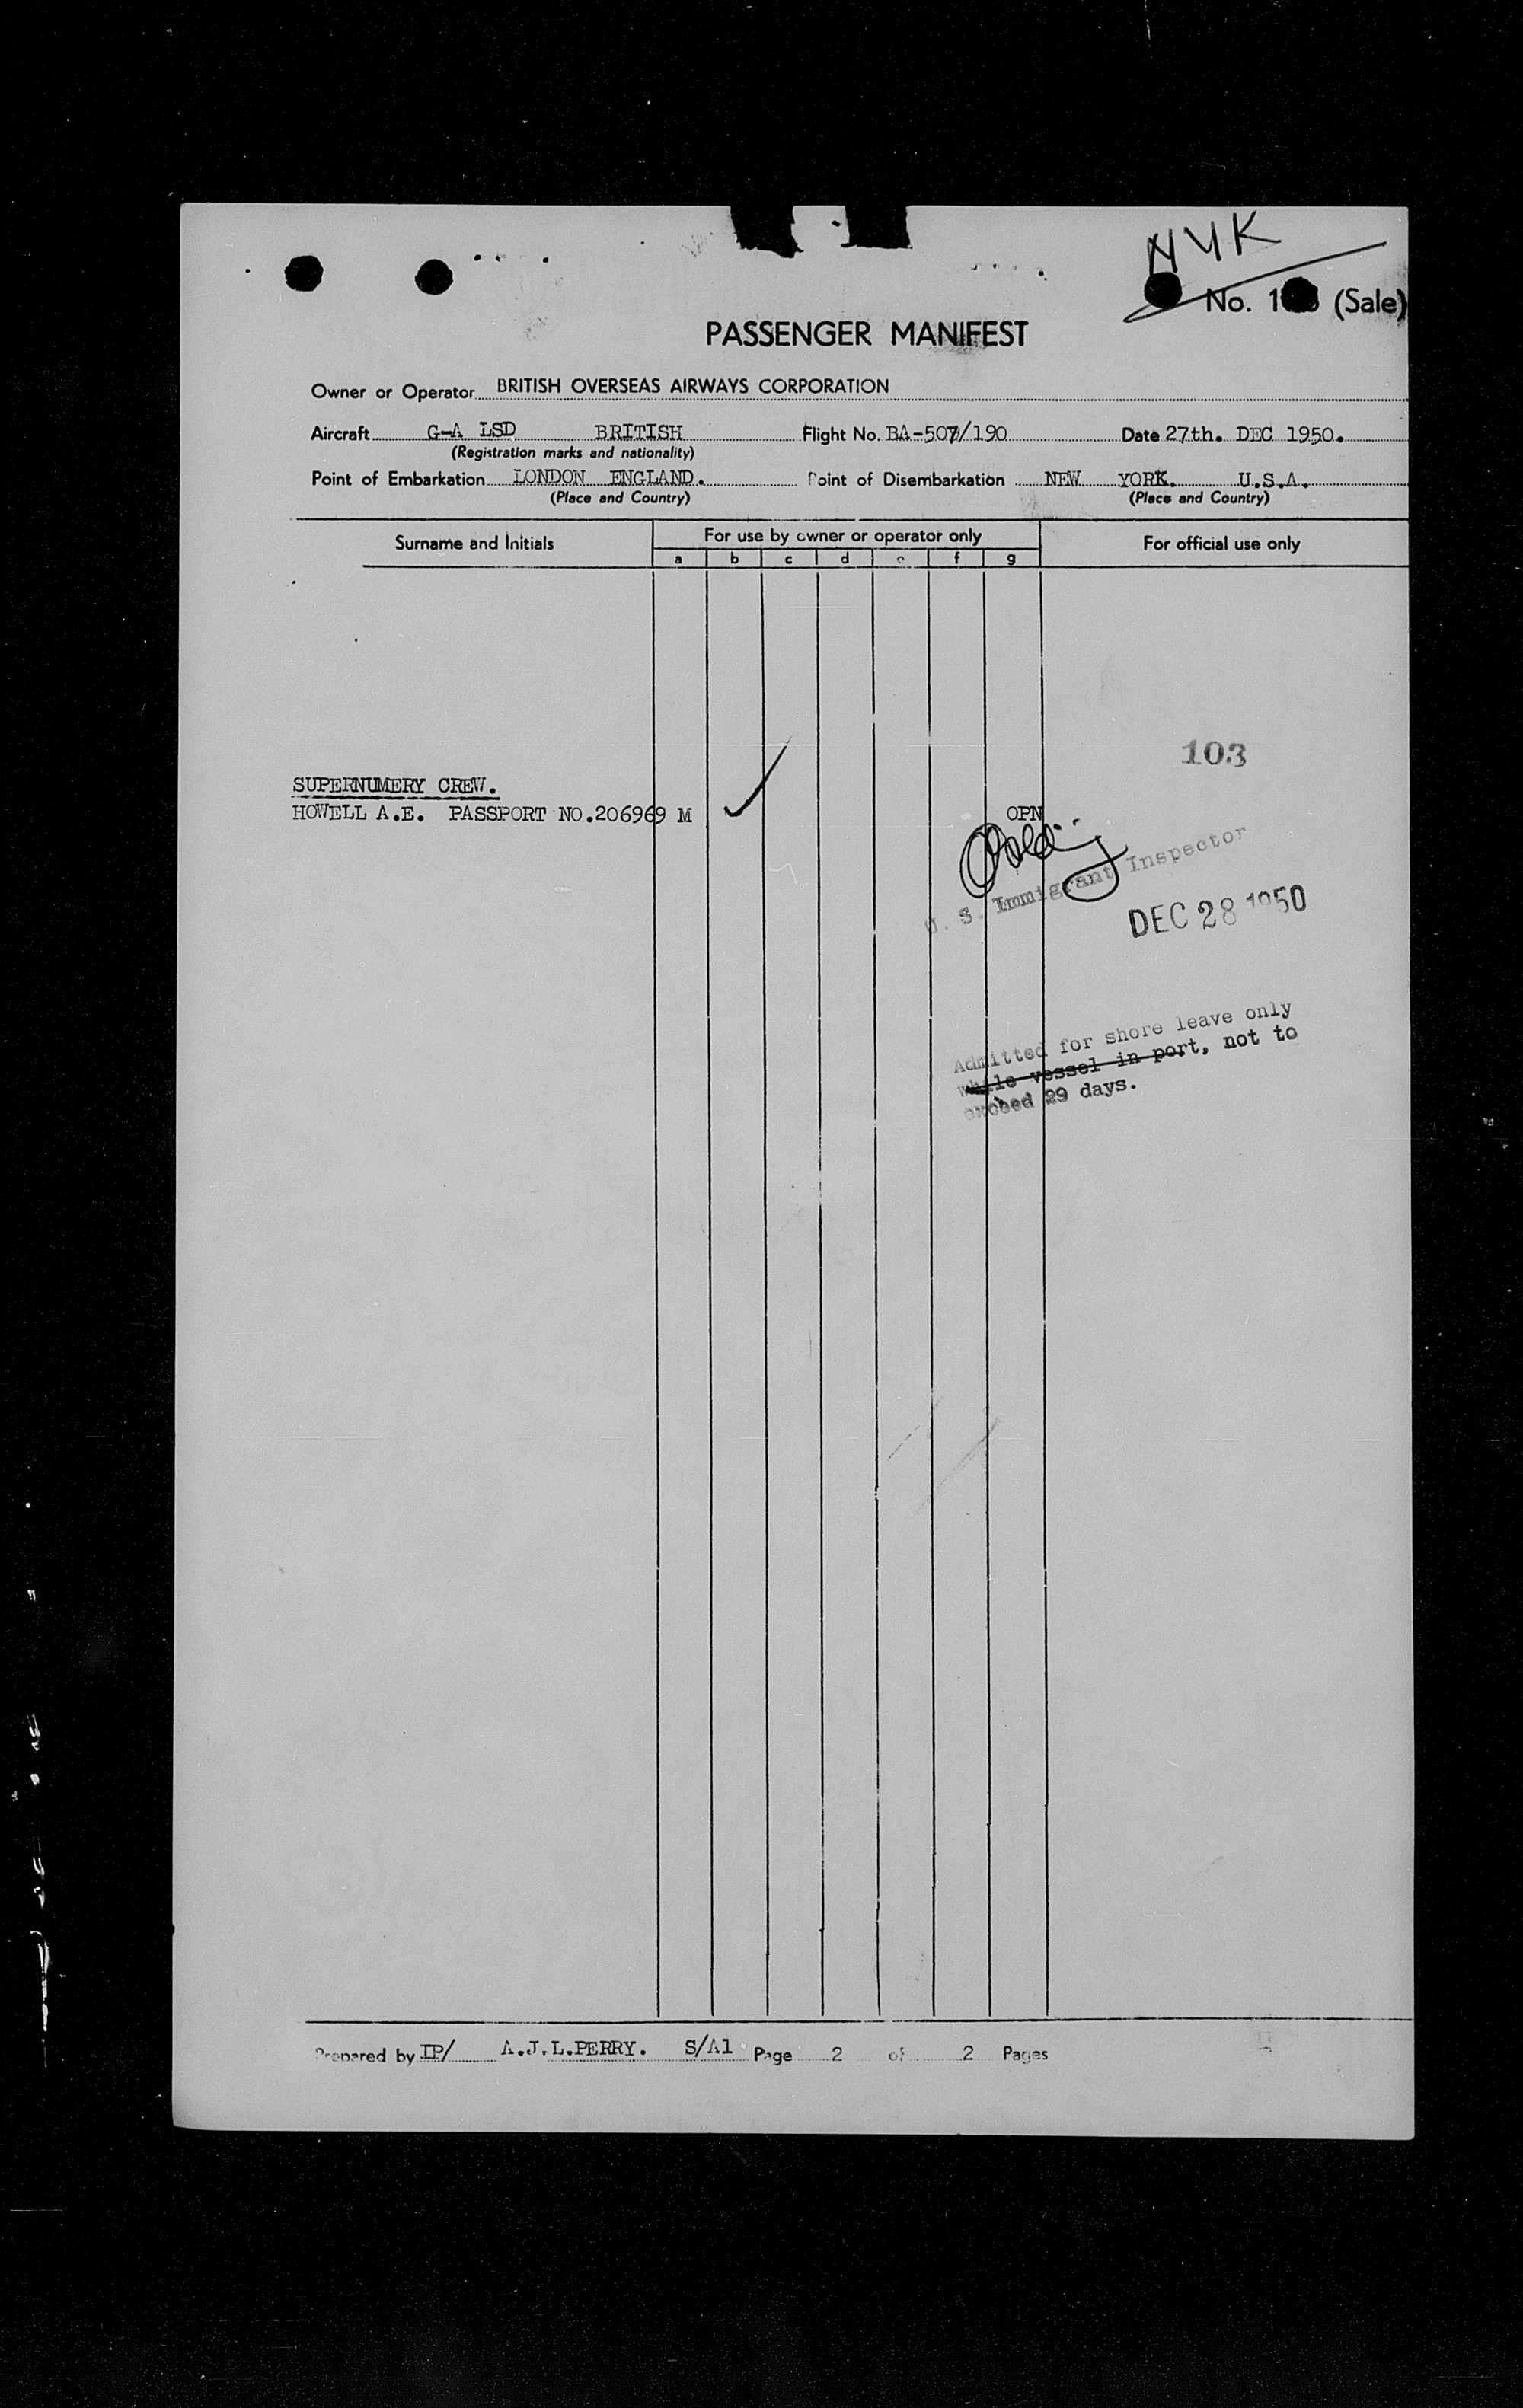 NYK
No. 1 (Sale)
PASSENGER MANIFEST
Owner or Operator BRITISH OVERSEAS AIRWAYS CORPORATION
Aircraft G-A LSD BRITISH Flight No. BA-507/190 Date 27th. DEC 1950.
(Registration marks and nationality)
Point of Embarkation LONDON ENGLAND. Point of Disembarkation NEW YORK. U.S.A.
(Place and Country) (Place and Country)
Surname and Initials For use by owner or operator only For official use only
a b c d e f g
103
SUPERNUMERY CREW.
HOWELL A.E. PASSPORT NO.206969 M OPN
U. S. Immigrant Inspector
DEC 28 1950
Admitted for shore leave only
while vessel in port, not to
exceed 29 days.
Prepared by IP/ A.J.L.PERRY. S/A1 Page 2 of 2 Pages